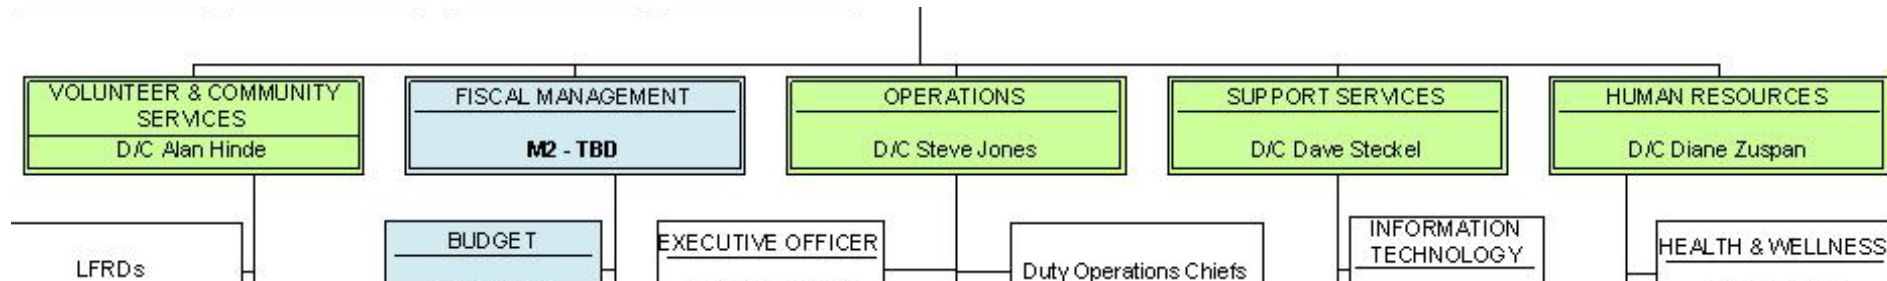 VOLUNTEER & COMMUNITY
SERVICES
D/C Alan Hinde
FISCAL MANAGEMENT
M2 - TBD
OPERATIONS
D/C Steve Jones
SUPPORT SERVICES
D/C Dave Steckel
HUMAN RESOURCES
D/C Diane Zuspan
LFRDs
BUDGET
EXECUTIVE OFFICER
Duty Operations Chiefs
INFORMATION
TECHNOLOGY
HEALTH & WELLNESS